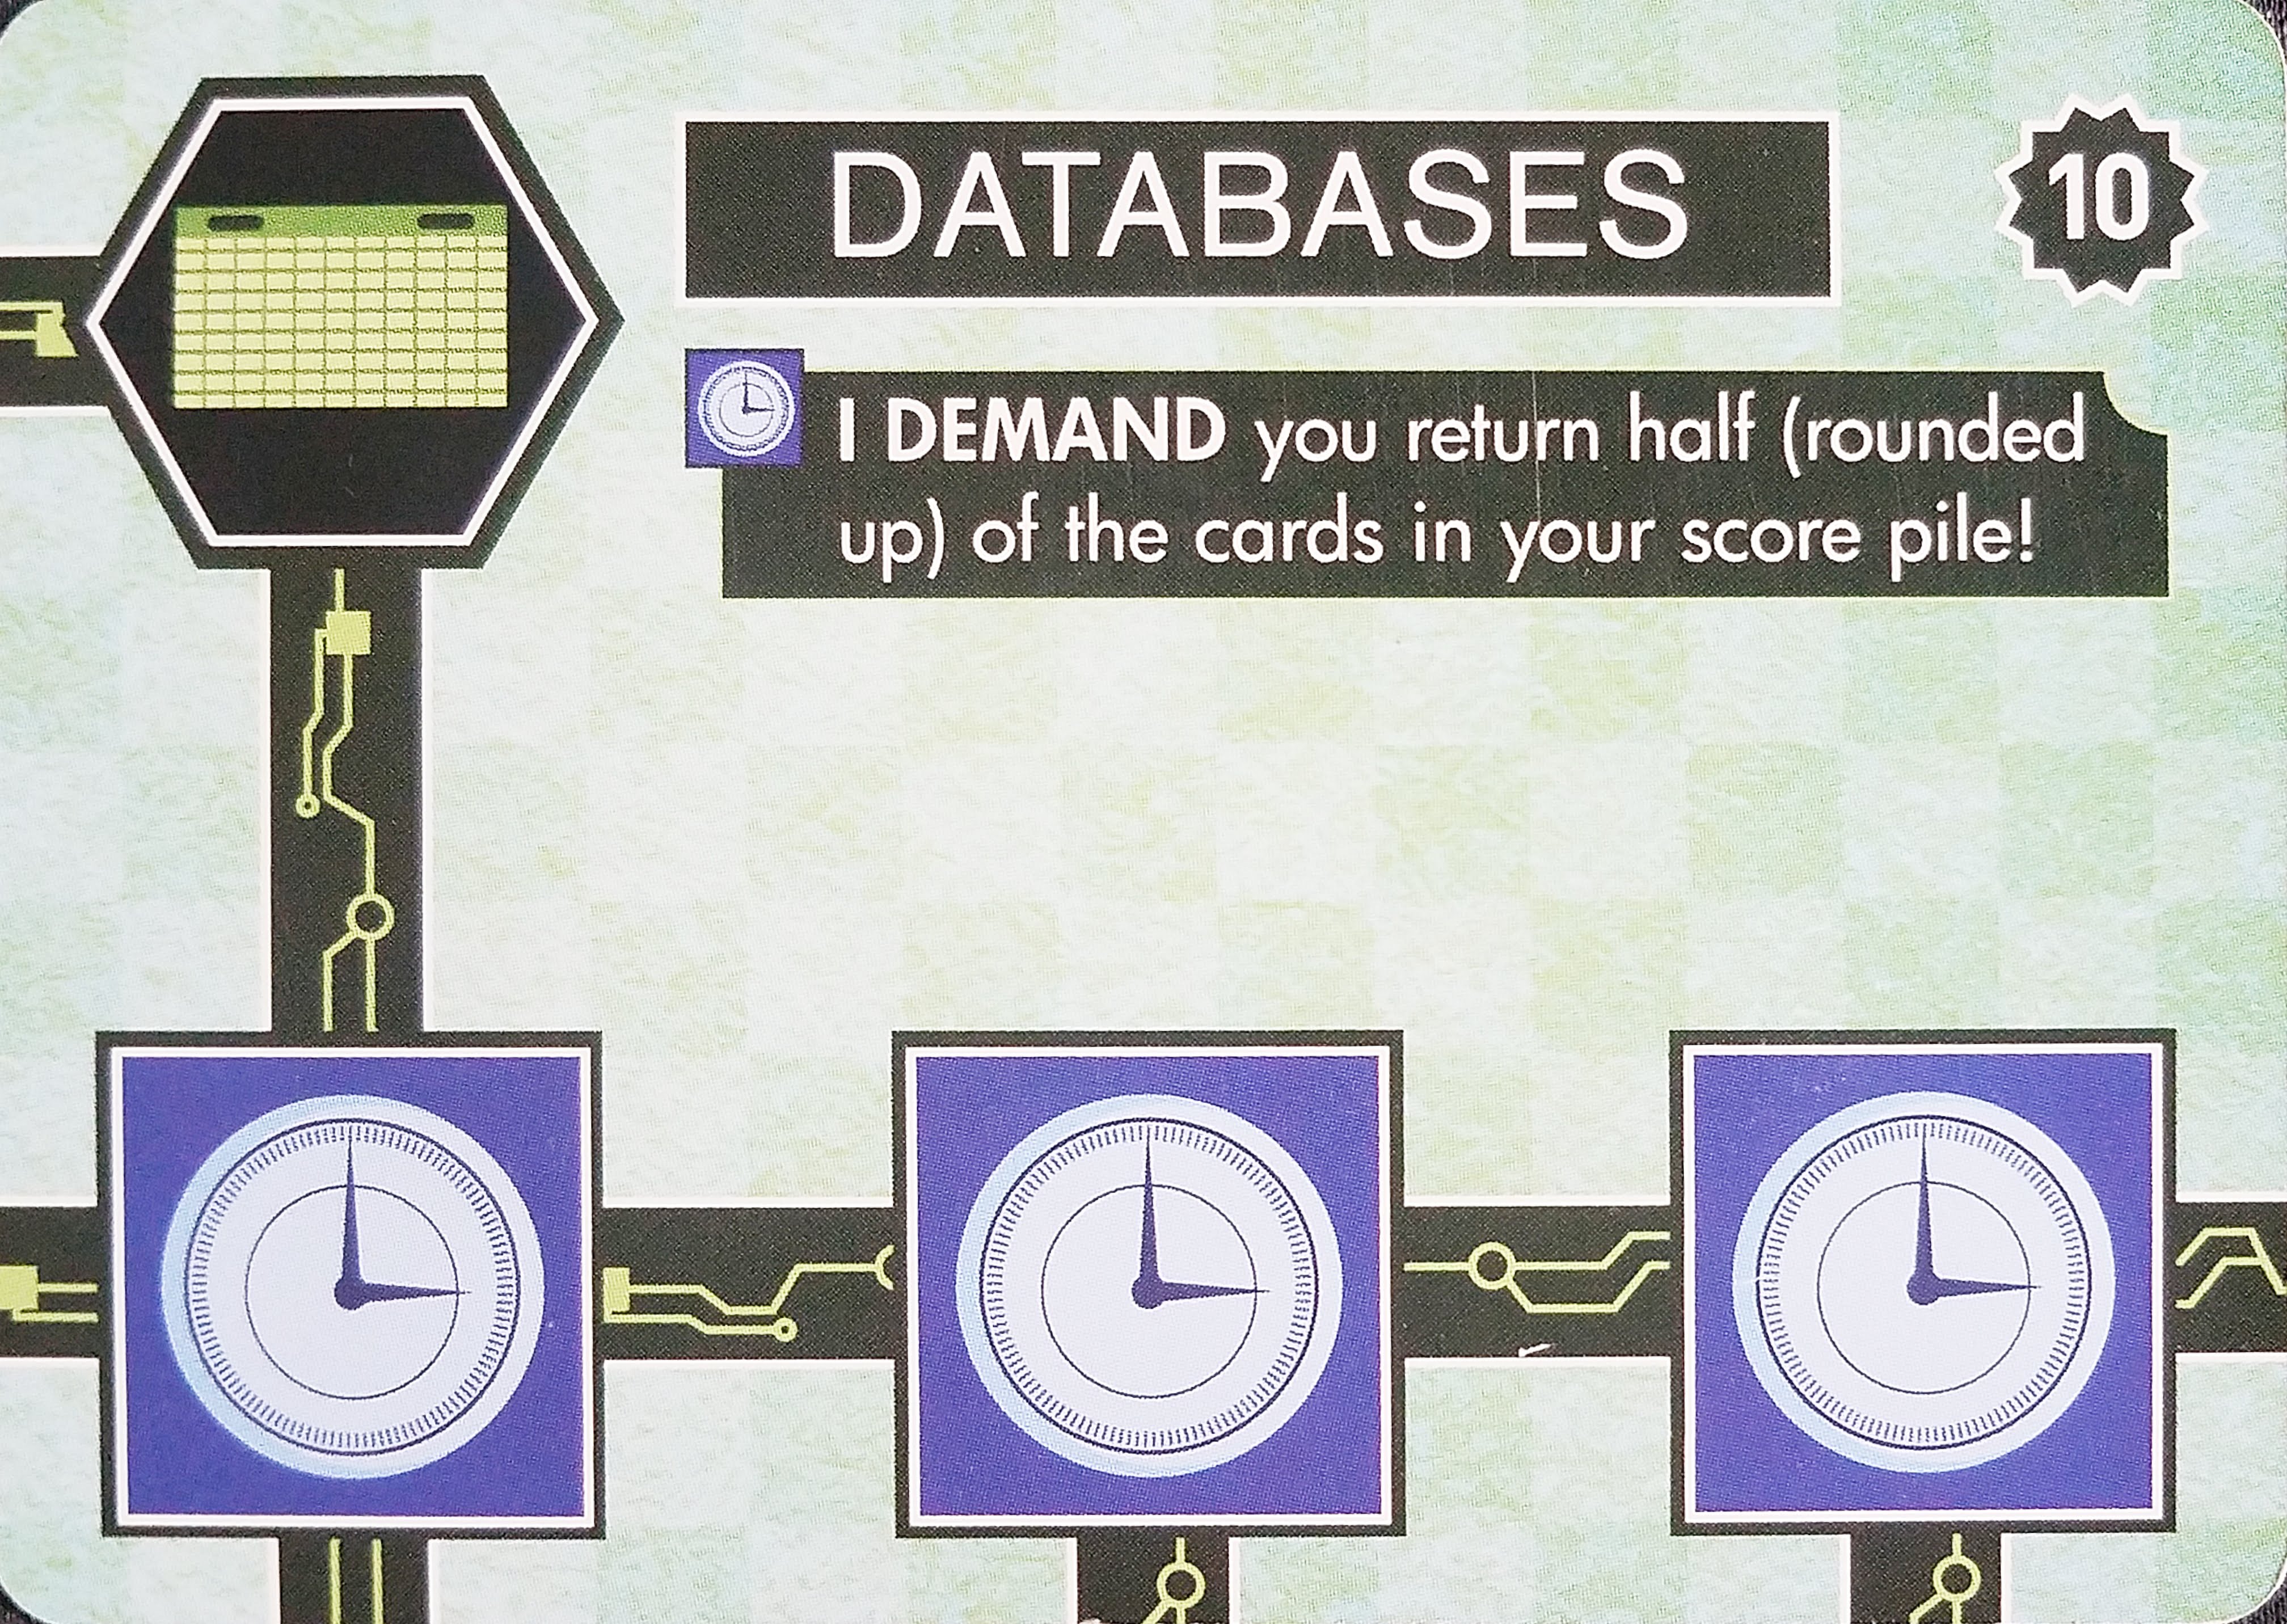 DATABASES
10
I DEMAND you return half (rounded
up) of the cards in your score pile!